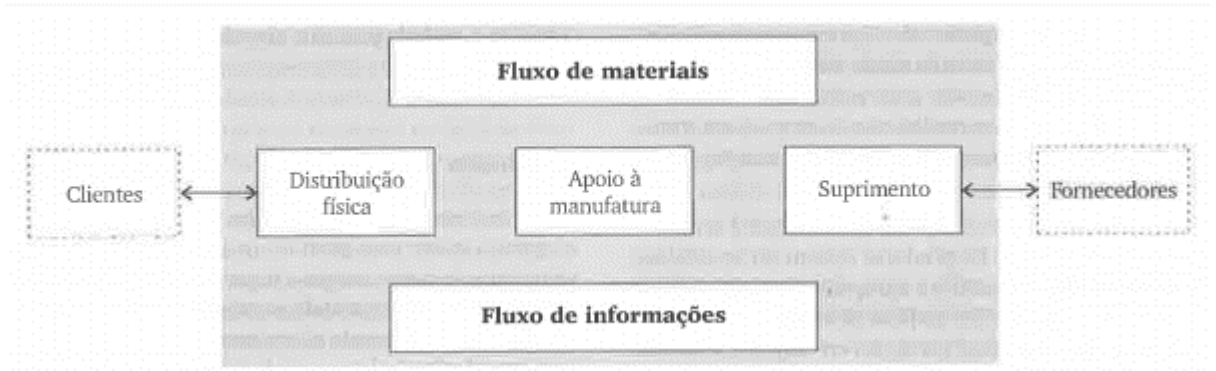 Fluxo de materiais
Clientes
Distribuição
física
Apoio à
manufatura
Suprimento
Fornecedores
Fluxo de informações